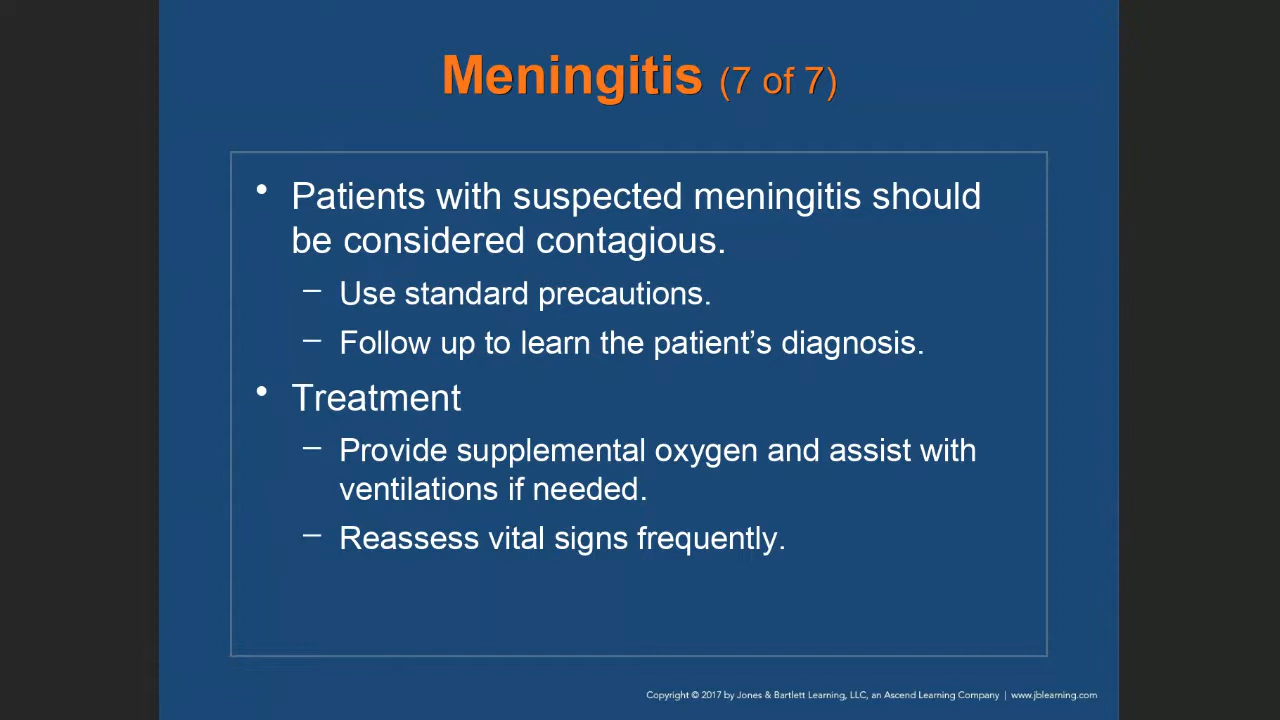 Meningitis (7 of 7)
• Patients with suspected meningitis should
be considered contagious.
– Use standard precautions.
– Follow up to learn the patient’s diagnosis.
• Treatment
– Provide supplemental oxygen and assist with
ventilations if needed.
– Reassess vital signs frequently.
Copyright © 2017 by Jones & Bartlett Learning, LLC, an Ascend Learning Company | www.jblearning.com